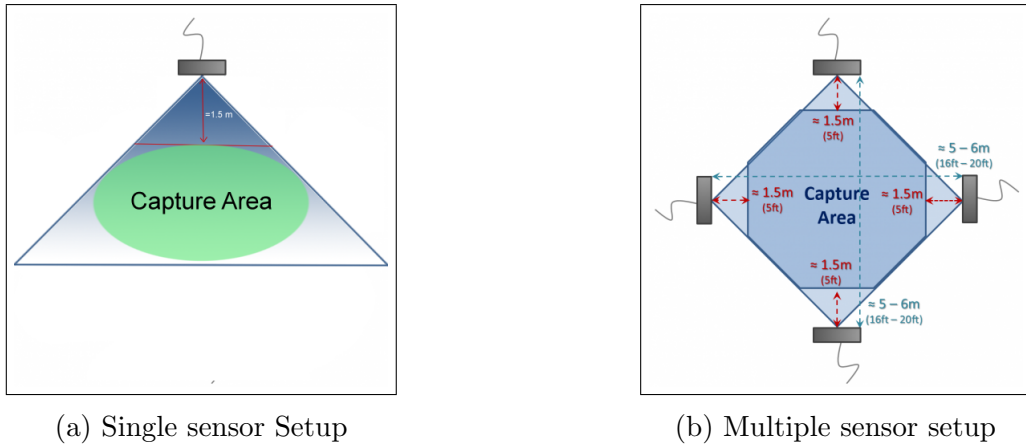 =1.5 m
Capture Area
(a) Single sensor Setup
≈ 1.5m
(5ft)
≈ 5 – 6m
(16ft – 20ft)
≈ 1.5m
(5ft)
Capture
Area
≈ 1.5m
(5ft)
≈ 1.5m
(5ft)
≈ 5 – 6m
(16ft – 20ft)
(b) Multiple sensor setup